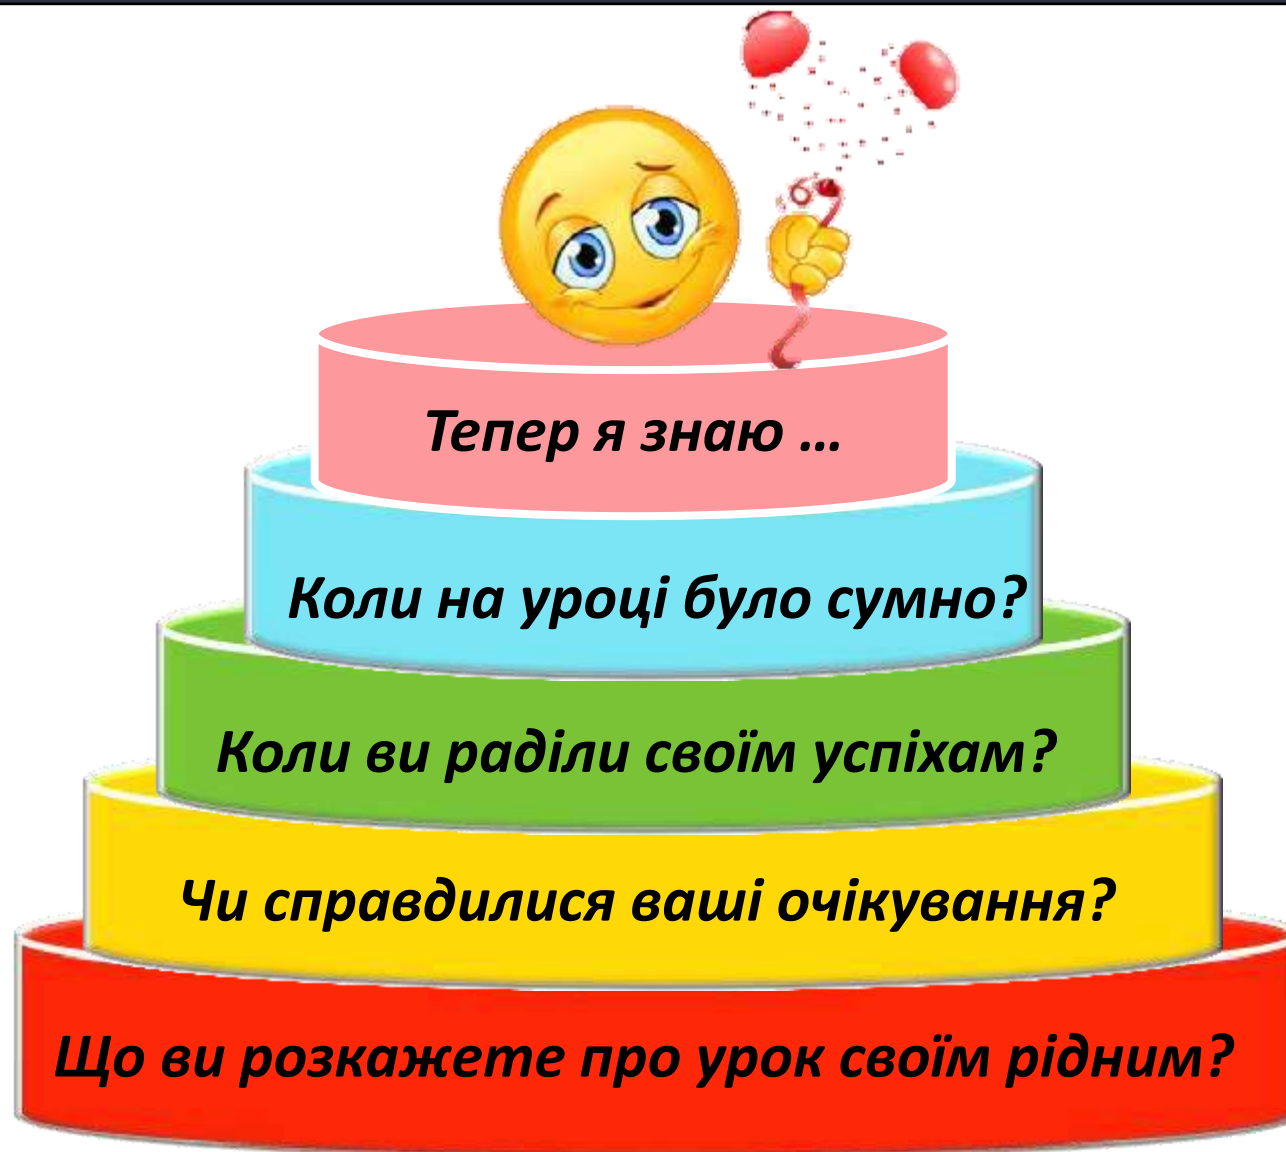 Тепер я знаю ...
Коли на уроці було сумно?
Коли ви раділи своїм успіхам?
Чи справдилися ваші очікування?
Що ви розкажете про урок своїм рідним?